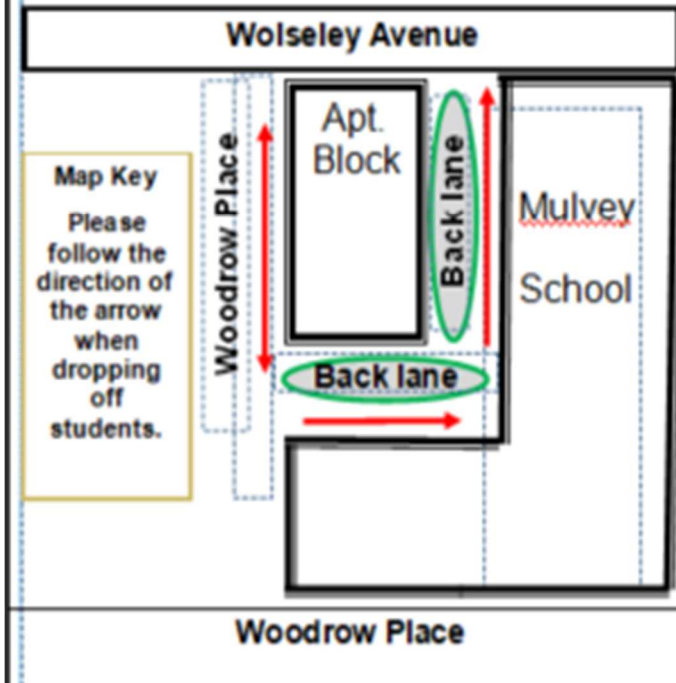 Wolseley Avenue
Map Key
Please
follow the
direction of
the arrow
when
dropping
off
students.
Woodrow Place
Apt.
Block
Back lane
Mulvey
School
Back lane
Woodrow Place